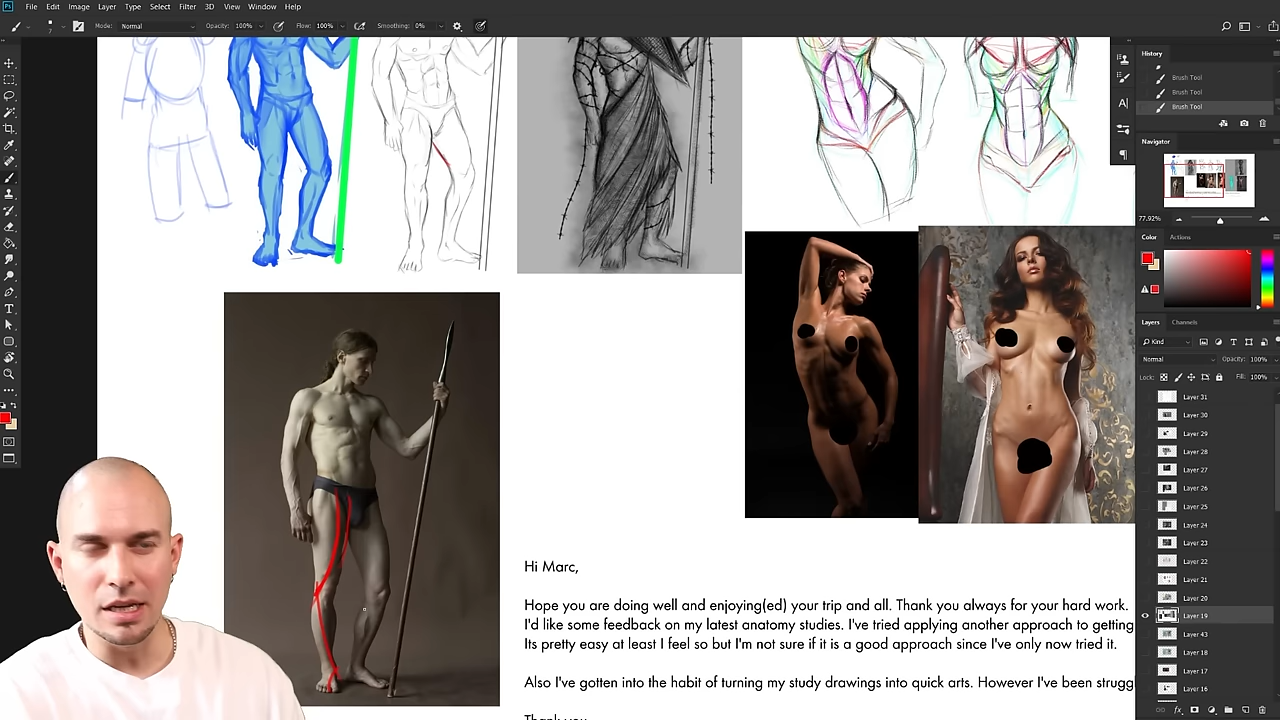 File Edit Image Layer Type Select Filter 3D View Window Help
Mode: Normal Opacity: 100% Flow: 100% Smoothing: 0%
7
History
Brush Tool
Brush Tool
Brush Tool
Navigator
77.92%
Color Actions
Layers Channels
Kind
Normal Opacity: 100%
Lock: Fill: 100%
Layer 31
Layer 30
Layer 29
Layer 28
Layer 27
Layer 26
Layer 25
Layer 24
Layer 23
Layer 22
Layer 21
Layer 20
Layer 19
Layer 43
Layer 18
Layer 17
Layer 16
Hi Marc,
Hope you are doing well and enjoying(ed) your trip and all. Thank you always for your hard work.
I'd like some feedback on my latest anatomy studies. I've tried applying another approach to getting
Its pretty easy at least I feel so but I'm not sure if it is a good approach since I've only now tried it.
Also I've gotten into the habit of turning my study drawings into quick arts. However I've been strugg
Thank you